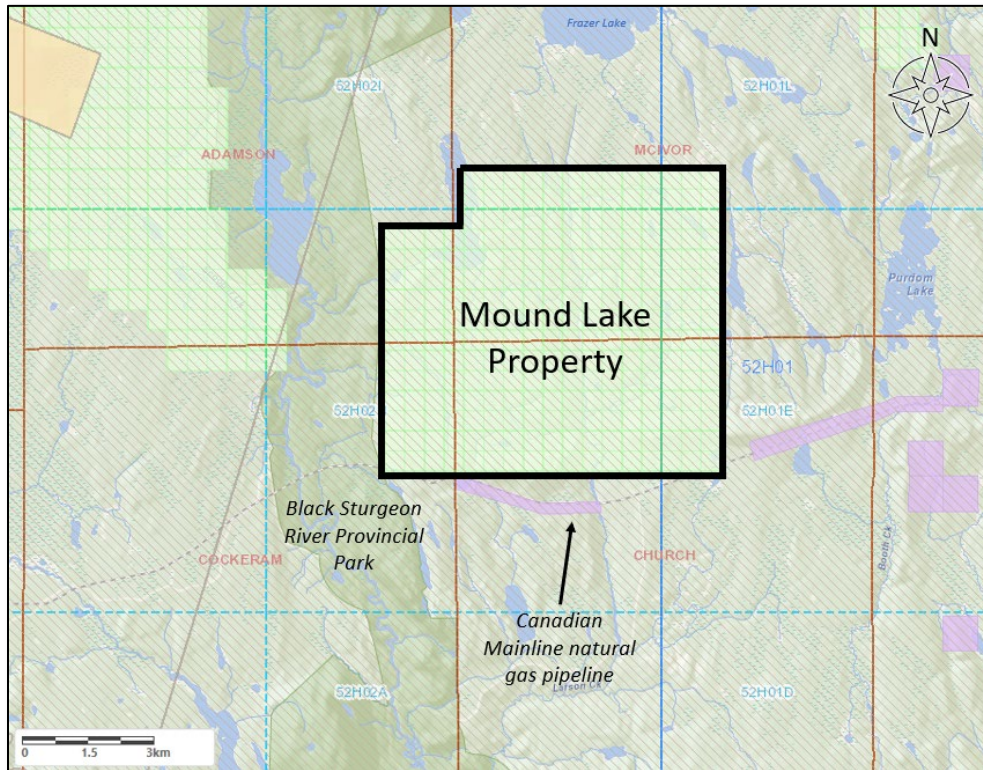 Frazer Lake
N
52H02I
52H01L
ADAMSON
MCIVOR
Purdom
Lake
Mound Lake
Property
52H01
52H02
52H01E
Black Sturgeon
River Provincial
Park
COCKERAM
CHURCH
Booth Ck
Canadian
Mainline natural
gas pipeline
Larson Ck
52H02A
52H01D
0 1.5 3km